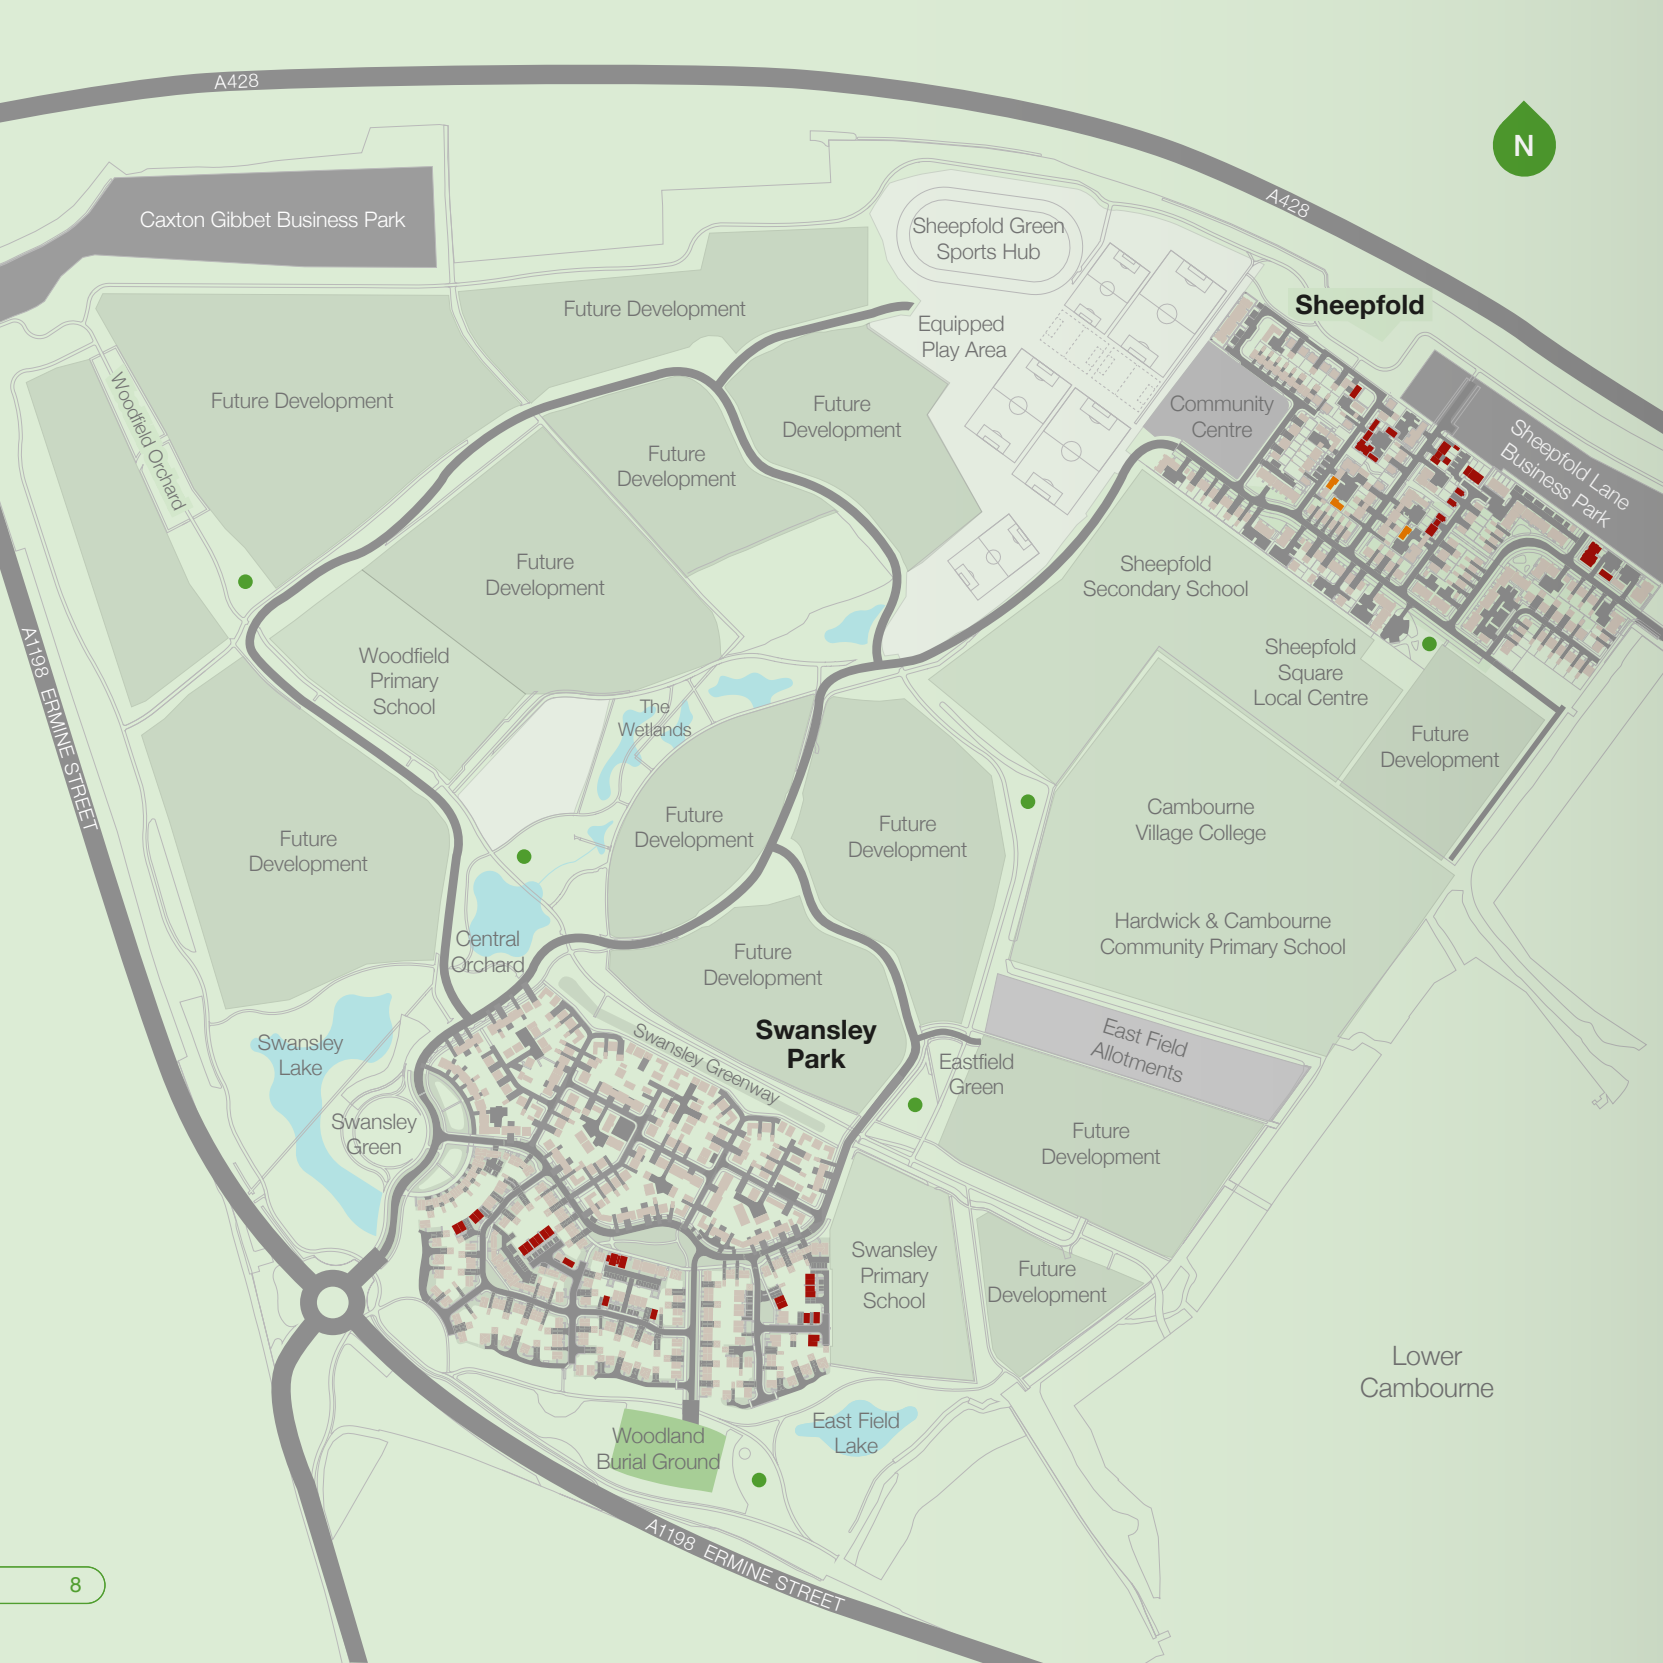 A428
N
Caxton Gibbet Business Park
A428
Sheepfold Green
Sports Hub
Sheepfold
Future Development
Equipped
Play Area
Woodfield Orchard
Future Development
Future
Development
Community
Centre
Sheepfold Lane
Business Park
Future
Development
Future
Development
Sheepfold
Secondary School
A1198 ERMINE STREET
Woodfield
Primary
School
Sheepfold
Square
Local Centre
The
Wetlands
Future
Development
Future
Development
Future
Development
Future
Development
Cambourne
Village College
Hardwick & Cambourne
Community Primary School
Central
Orchard
Future
Development
Swansley
Park
Swansley
Lake
Swansley Greenway
East Field
Allotments
Eastfield
Green
Swansley
Green
Future
Development
Swansley
Primary
School
Future
Development
Lower
Cambourne
East Field
Lake
Woodland
Burial Ground
A1198 ERMINE STREET
8